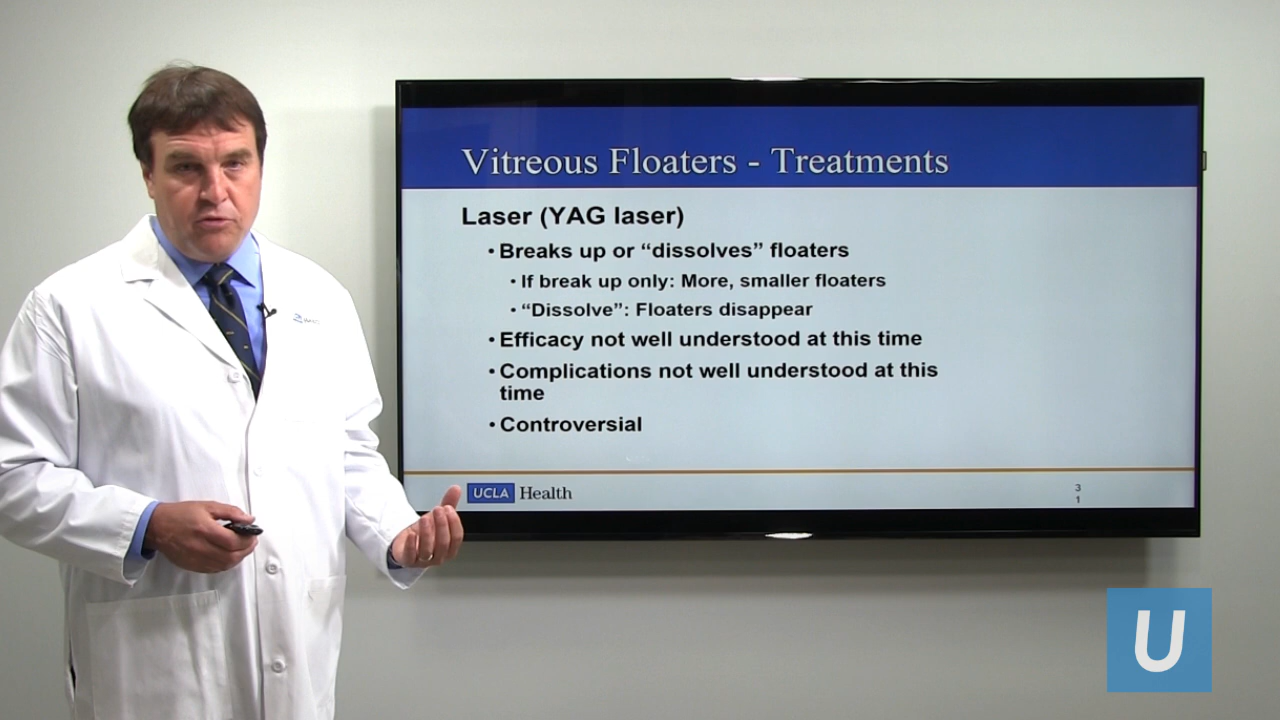 Vitreous Floaters - Treatments
Laser (YAG laser)
• Breaks up or “dissolves” floaters
• If break up only: More, smaller floaters
• “Dissolve”: Floaters disappear
• Efficacy not well understood at this time
• Complications not well understood at this
time
• Controversial
UCLA Health
3
1
U